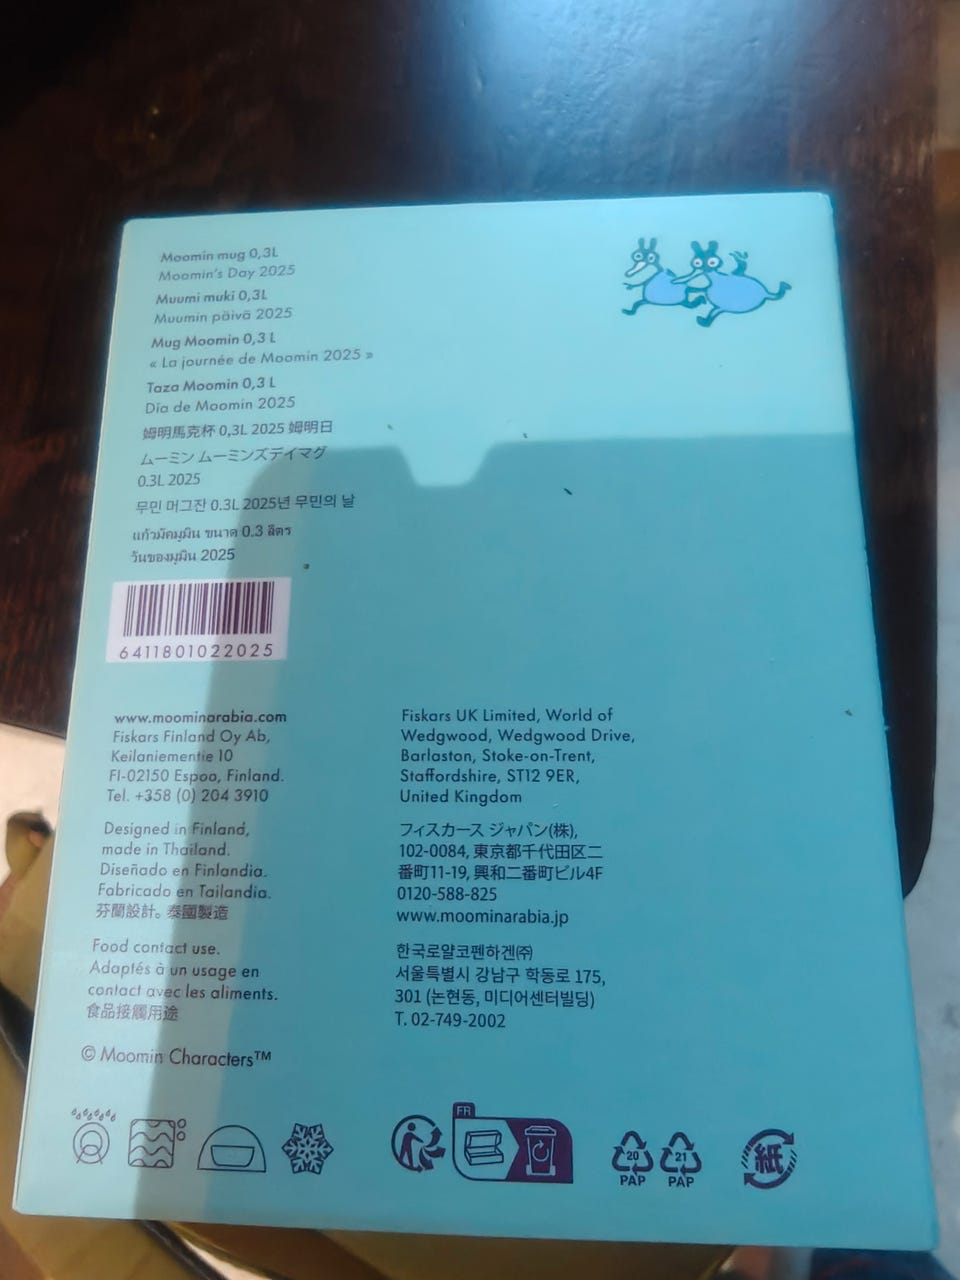 Moomin mug 0,3L
Moomin's Day 2025
Muumi muki 0,3L
Muumin päivä 2025
Mug Moomin 0,3 L
« La journée de Moomin 2025 »
Taza Moomin 0,3 L
Día de Moomin 2025
姆明馬克杯 0,3L 2025 姆明日
ムーミン ムーミンズデイマグ
0.3L 2025
무민 머그잔 0.3L 2025년 무민의 날
แก้วมัคมูมิน ขนาด 0.3 ลิตร
วันของมูมิน 2025
6411801022025
www.moominarabia.com
Fiskars Finland Oy Ab,
Keilaniementie 10
FI-02150 Espoo, Finland.
Tel. +358 (0) 204 3910
Designed in Finland,
made in Thailand.
Diseñado en Finlandia.
Fabricado en Tailandia.
芬蘭設計。泰國製造
Food contact use.
Adaptés à un usage en
contact avec les aliments.
食品接觸用途
© Moomin Characters™
Fiskars UK Limited, World of
Wedgwood, Wedgwood Drive,
Barlaston, Stoke-on-Trent,
Staffordshire, ST12 9ER,
United Kingdom
フィスカース ジャパン(株),
102-0084, 東京都千代田区二
番町11-19, 興和二番町ビル4F
0120-588-825
www.moominarabia.jp
한국로얄코펜하겐㈜
서울특별시 강남구 학동로 175,
301 (논현동, 미디어센터빌딩)
T. 02-749-2002
FR
20 21
PAP PAP
紙